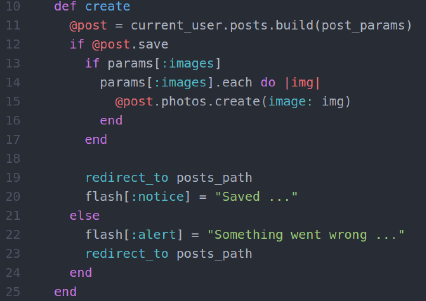 10 def create
11 @post = current_user.posts.build(post_params)
12 if @post.save
13 if params[:images]
14 params[:images].each do |img|
15 @post.photos.create(image: img)
16 end
17 end
18
19 redirect_to posts_path
20 flash[:notice] = "Saved ..."
21 else
22 flash[:alert] = "Something went wrong ..."
23 redirect_to posts_path
24 end
25 end